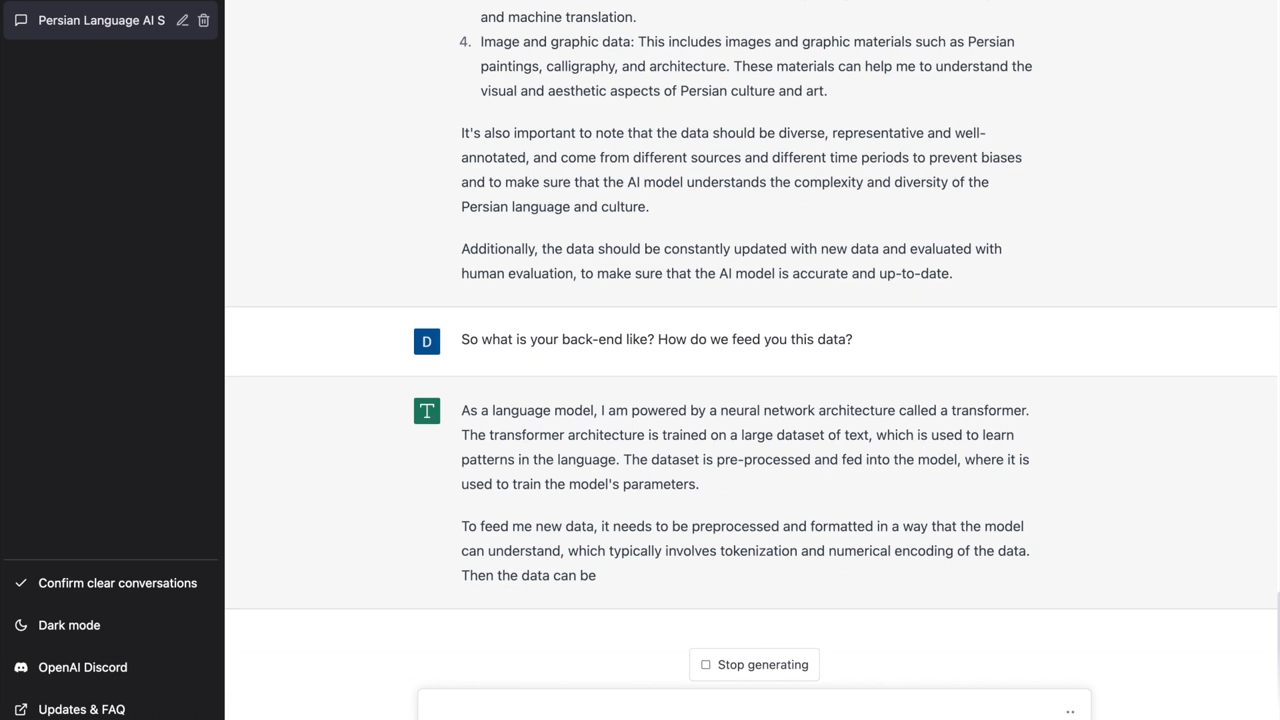 Persian Language AI S
and machine translation.
4. Image and graphic data: This includes images and graphic materials such as Persian
paintings, calligraphy, and architecture. These materials can help me to understand the
visual and aesthetic aspects of Persian culture and art.
It's also important to note that the data should be diverse, representative and well-
annotated, and come from different sources and different time periods to prevent biases
and to make sure that the AI model understands the complexity and diversity of the
Persian language and culture.
Additionally, the data should be constantly updated with new data and evaluated with
human evaluation, to make sure that the AI model is accurate and up-to-date.
D
So what is your back-end like? How do we feed you this data?
T
As a language model, I am powered by a neural network architecture called a transformer.
The transformer architecture is trained on a large dataset of text, which is used to learn
patterns in the language. The dataset is pre-processed and fed into the model, where it is
used to train the model's parameters.
To feed me new data, it needs to be preprocessed and formatted in a way that the model
can understand, which typically involves tokenization and numerical encoding of the data.
Then the data can be
Confirm clear conversations
Dark mode
OpenAI Discord
Updates & FAQ
Stop generating